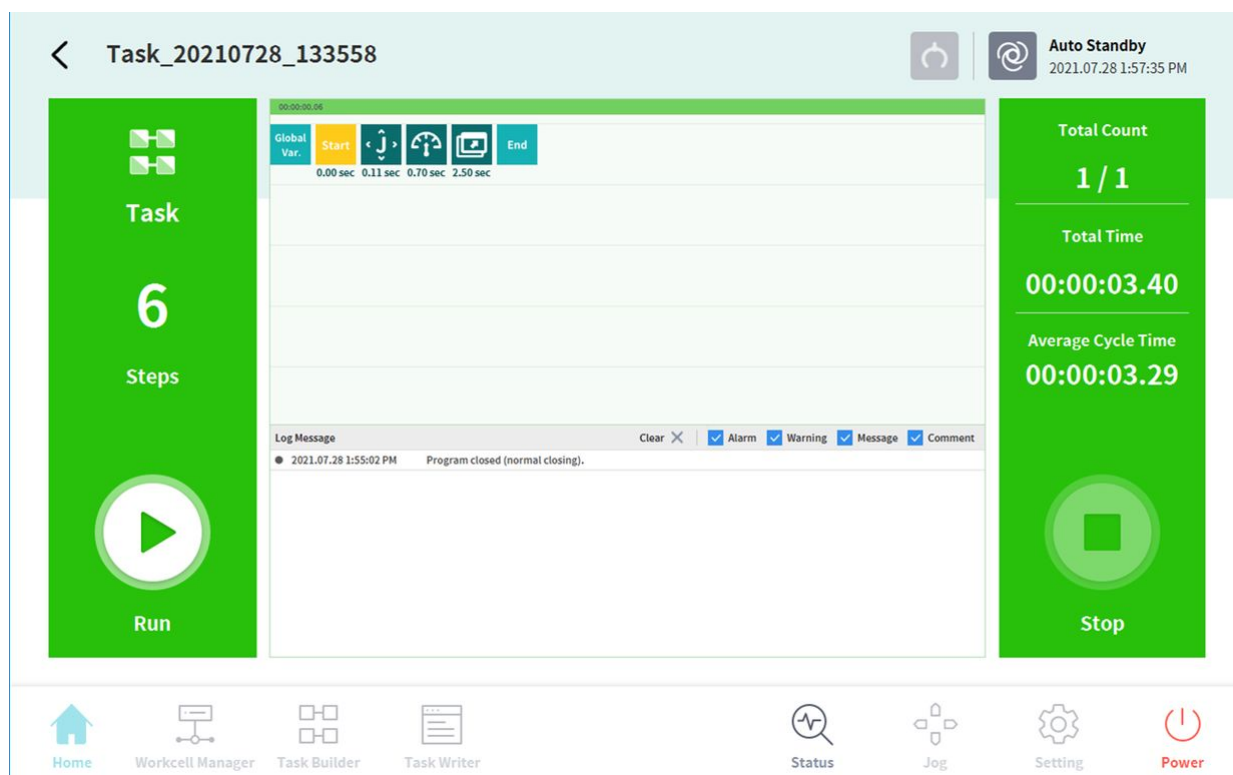 Task_20210728_133558
Auto Standby
2021.07.28 1:57:35 PM
Task
6
Steps
Run
00:00:00.06
Global
Var.
Start
J
End
0.00 sec 0.11 sec 0.70 sec 2.50 sec
Log Message
Clear
Alarm
Warning
Message
Comment
2021.07.28 1:55:02 PM Program closed (normal closing).
Total Count
1 / 1
Total Time
00:00:03.40
Average Cycle Time
00:00:03.29
Stop
Home
Workcell Manager
Task Builder
Task Writer
Status
Jog
Setting
Power